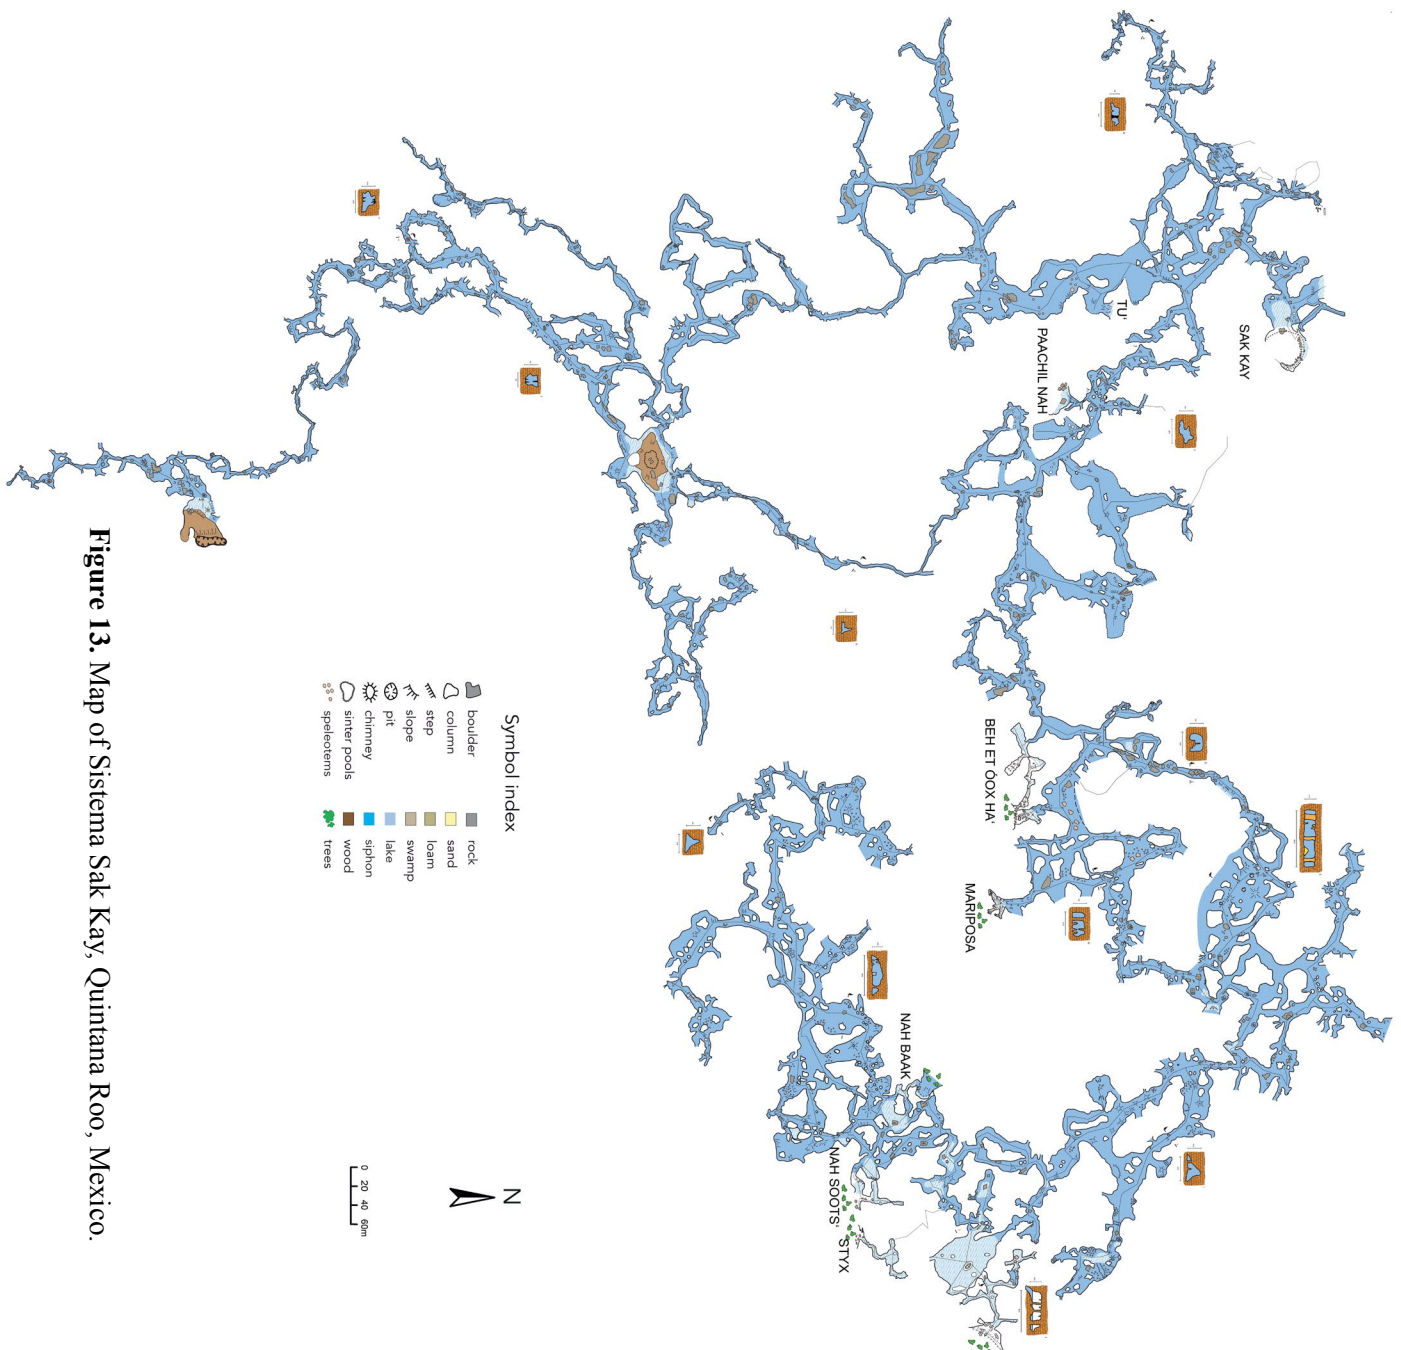 SAK KAY
TU'
PAACHIL NAH
BEH ET ÓOX HA'
MARIPOSA
NAH BAAK
NAH SOOTS'
STYX
Symbol index
boulder
column
step
slope
pit
chimney
sinter pools
speleotems
rock
sand
loam
swamp
lake
siphon
wood
trees
N
0 20 40 60m
Figure 13. Map of Sistema Sak Kay, Quintana Roo, Mexico.